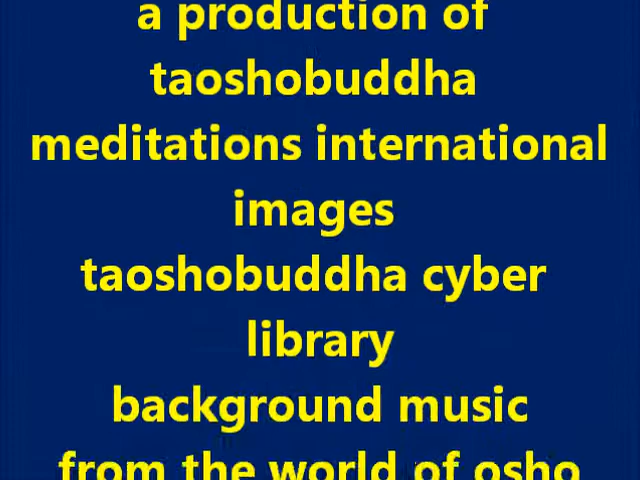 a production of
taoshobuddha
meditations international
images
taoshobuddha cyber
library
background music
from the world of osho